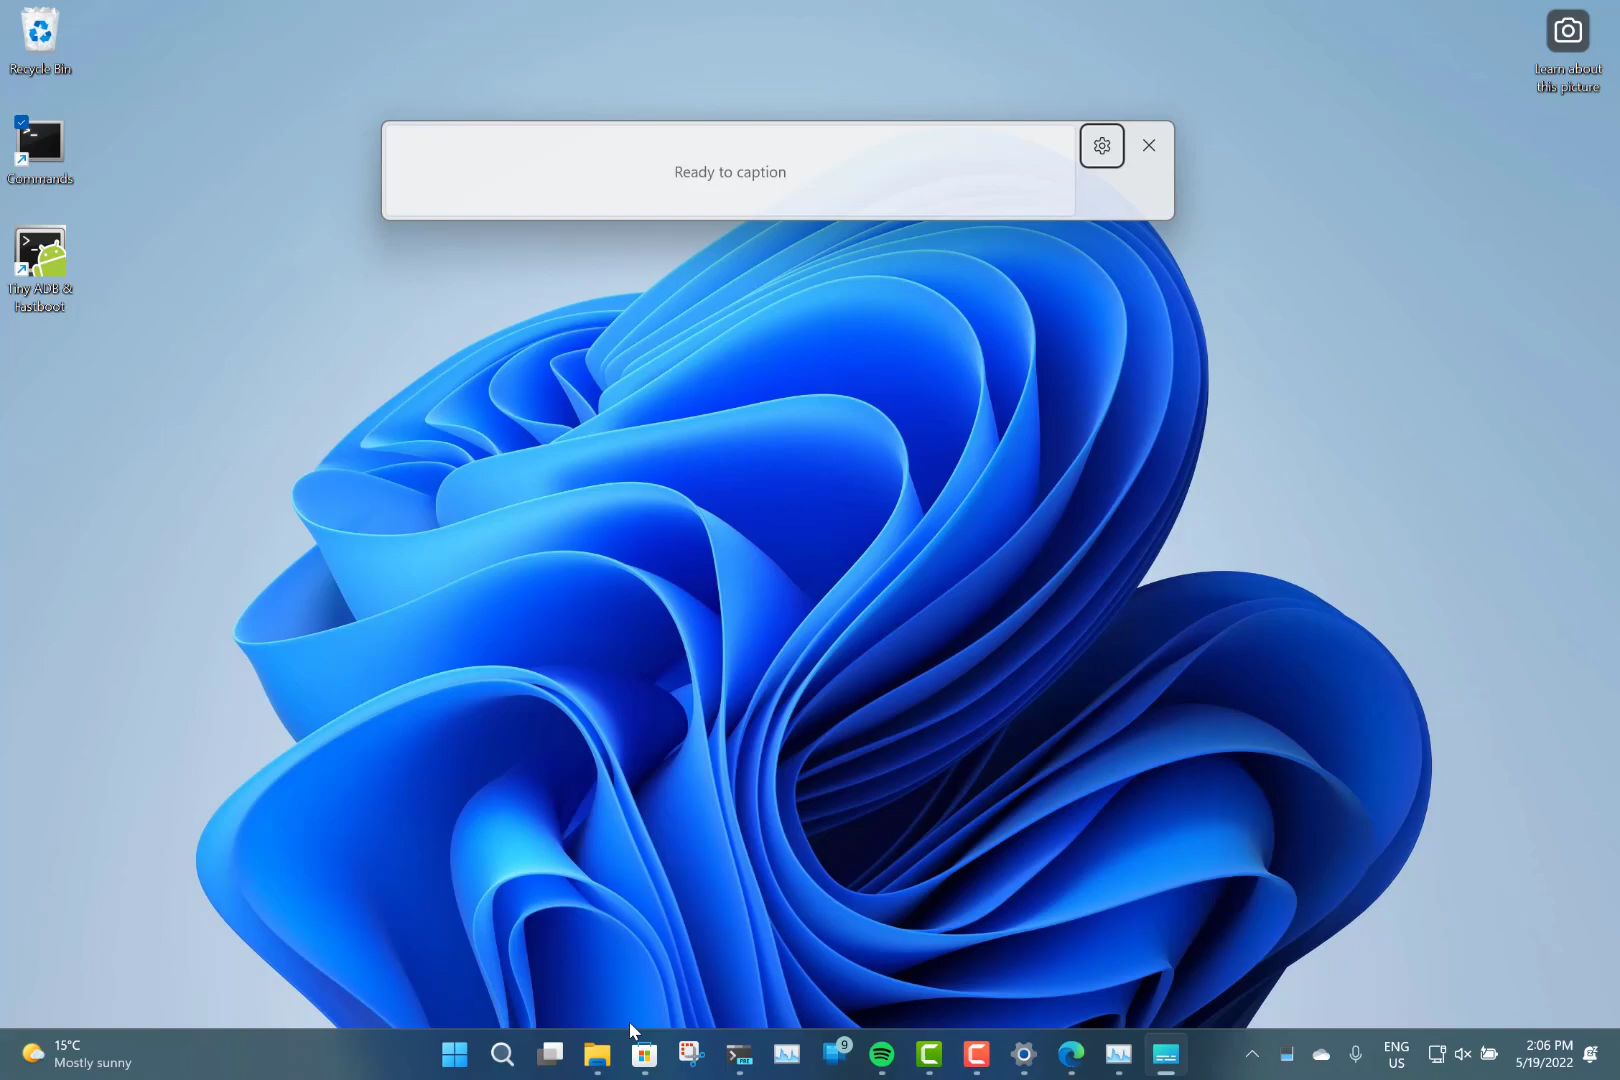 Recycle Bin
Learn about
this picture
Commands
Ready to caption
Tiny ADB &
Fastboot
15°C
Mostly sunny
PRE
9
ENG
US
2:06 PM
5/19/2022